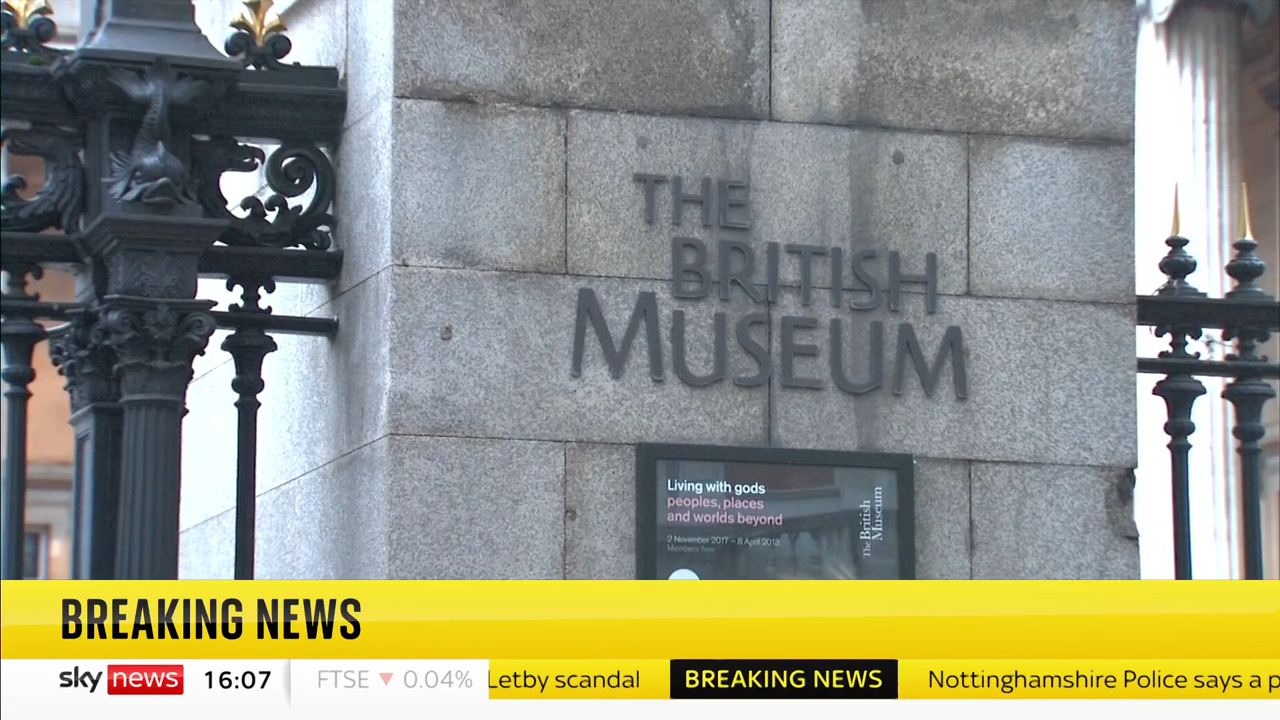 THE
BRITISH
MUSEUM
Living with gods
peoples, places
and worlds beyond
2 November 2017 – 8 April 2018
Members free
The British
Museum
BREAKING NEWS
sky news 16:07 FTSE ▼ 0.04% Letby scandal BREAKING NEWS Nottinghamshire Police says a p